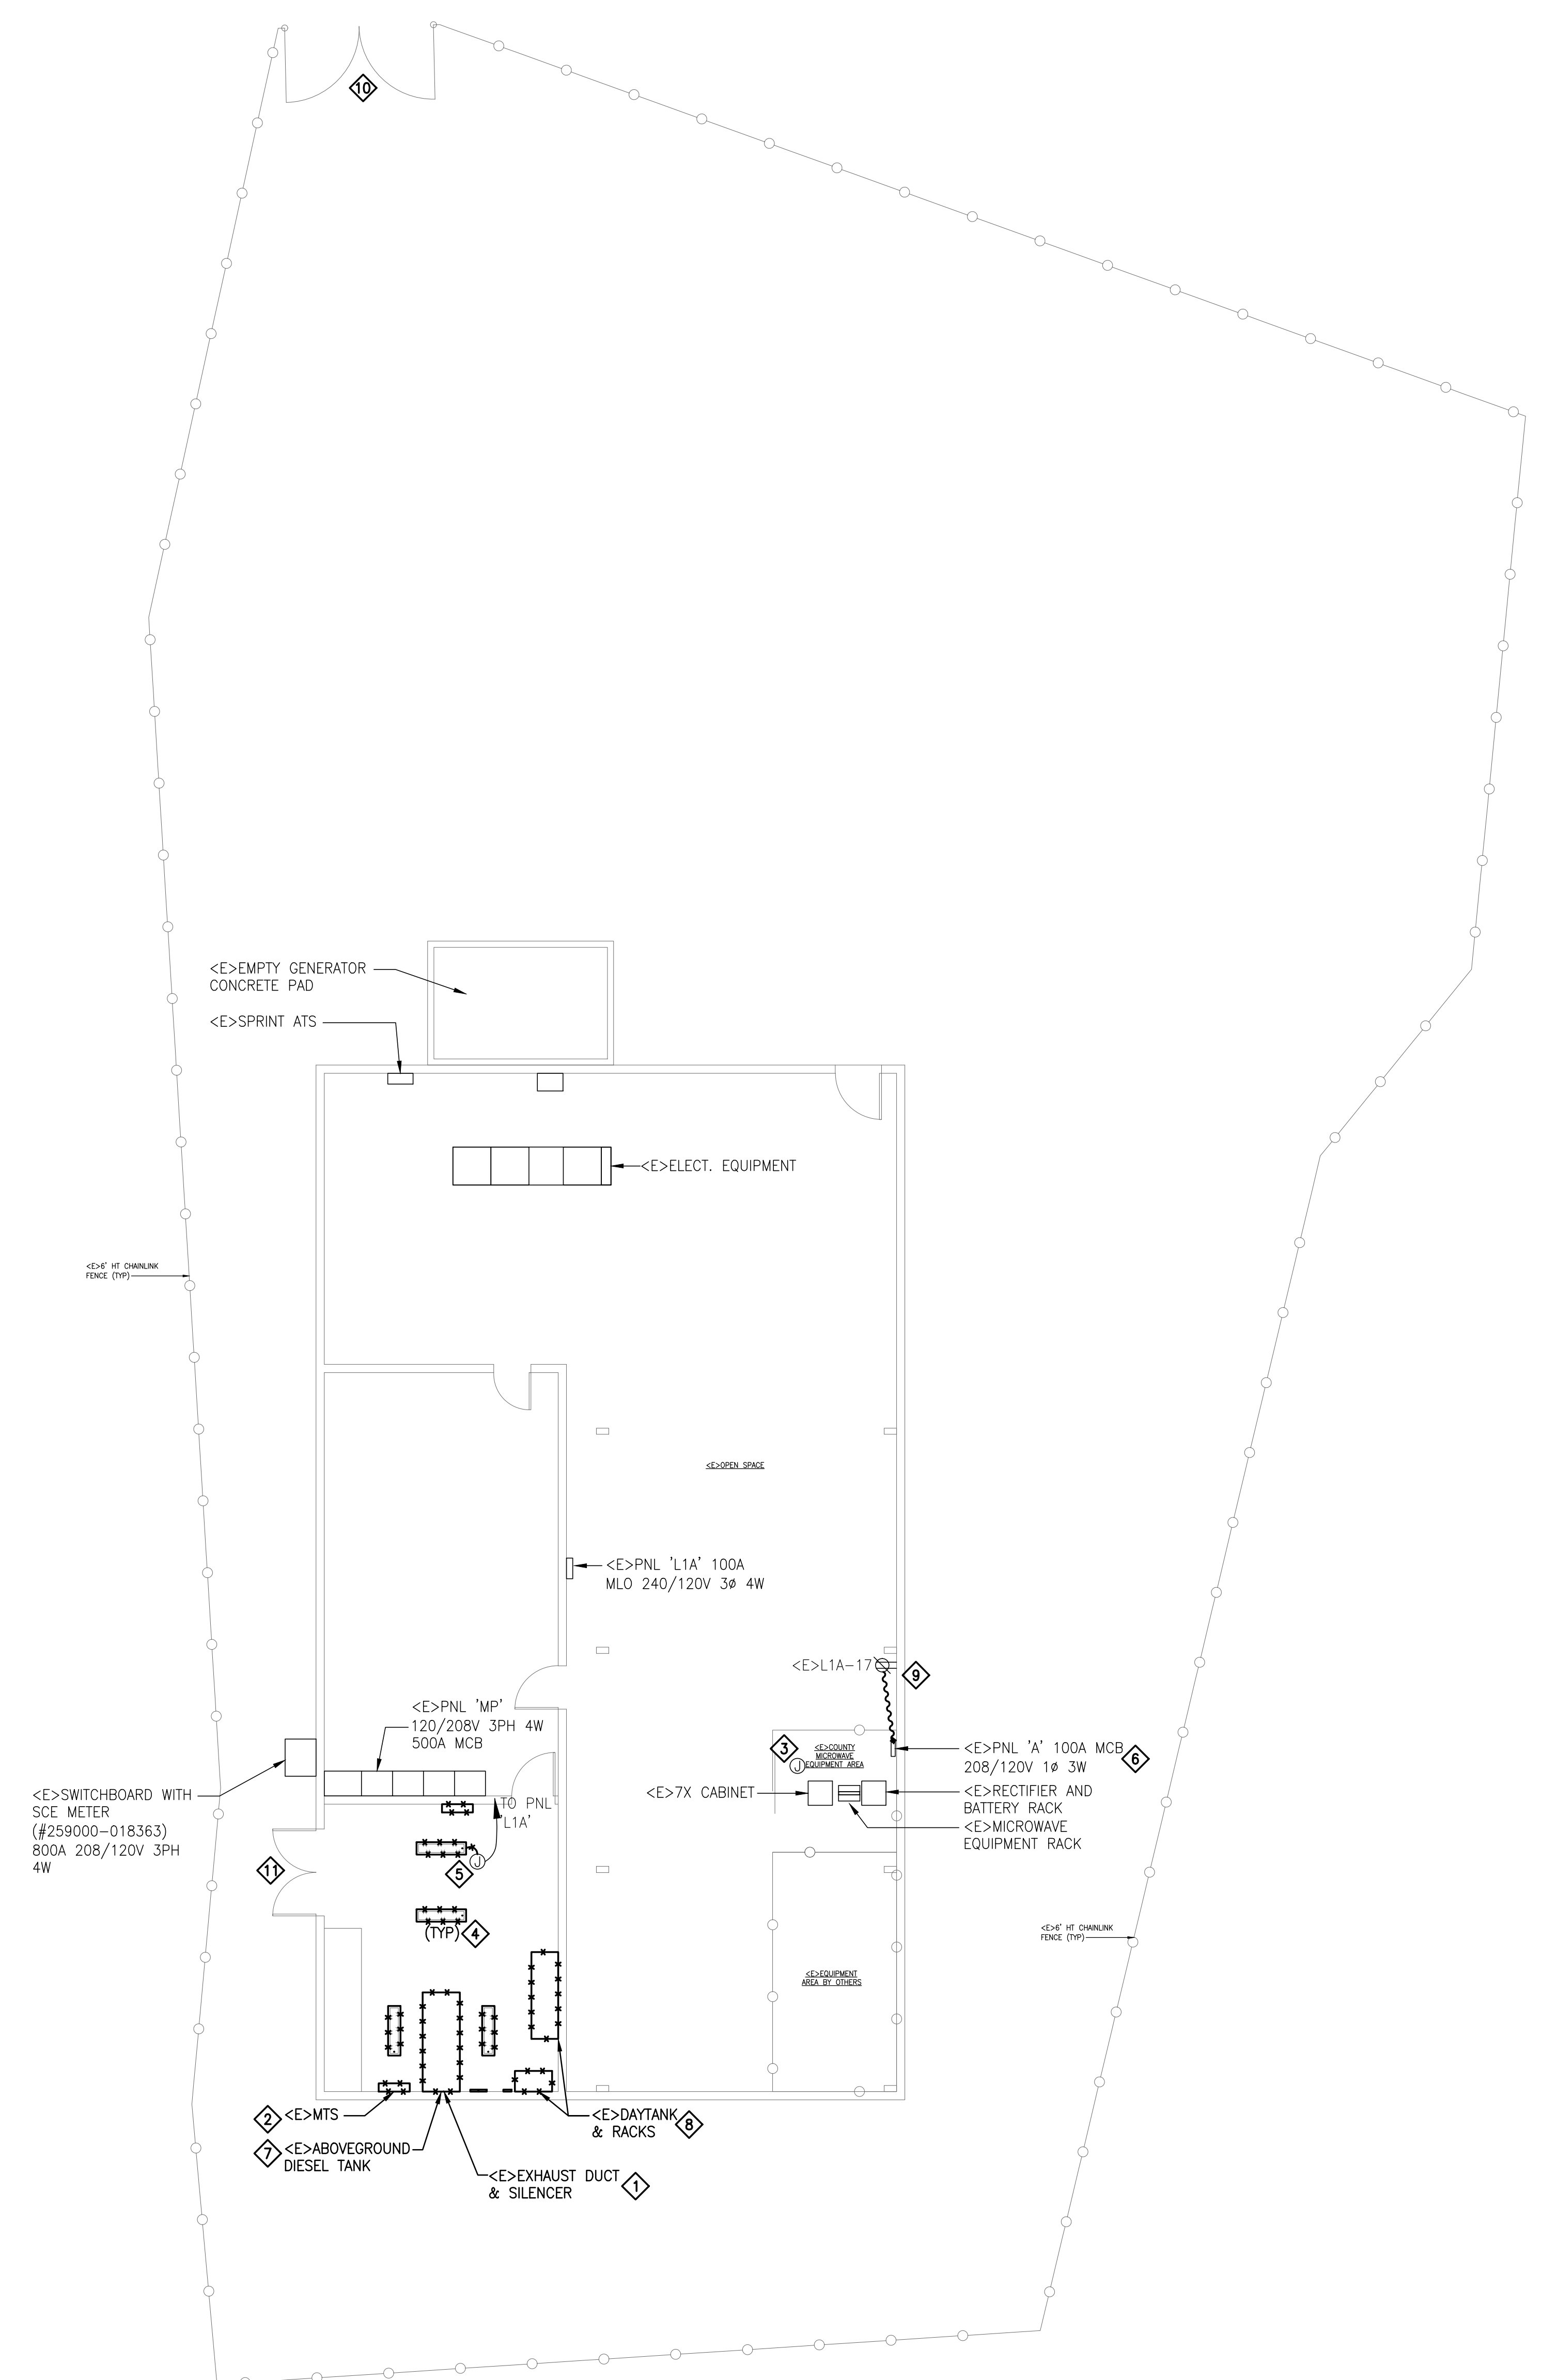 10
<E>EMPTY GENERATOR
CONCRETE PAD
<E>SPRINT ATS
<E>ELECT. EQUIPMENT
<E>6' HT CHAINLINK
FENCE (TYP)
<E>OPEN SPACE
<E>PNL 'L1A' 100A
MLO 240/120V 3ø 4W
<E>L1A-17
9
<E>PNL 'MP'
120/208V 3PH 4W
500A MCB
3
<E>COUNTY
MICROWAVE
EQUIPMENT AREA
J
<E>PNL 'A' 100A MCB
208/120V 1ø 3W
6
<E>7X CABINET
<E>RECTIFIER AND
BATTERY RACK
<E>MICROWAVE
EQUIPMENT RACK
<E>SWITCHBOARD WITH
SCE METER
(#259000-018363)
800A 208/120V 3PH
4W
TO PNL
'L1A'
J
11
5
(TYP)
4
<E>6' HT CHAINLINK
FENCE (TYP)
<E>EQUIPMENT
AREA BY OTHERS
2
<E>MTS
<E>DAYTANK
& RACKS
8
7
<E>ABOVEGROUND
DIESEL TANK
<E>EXHAUST DUCT
& SILENCER
1